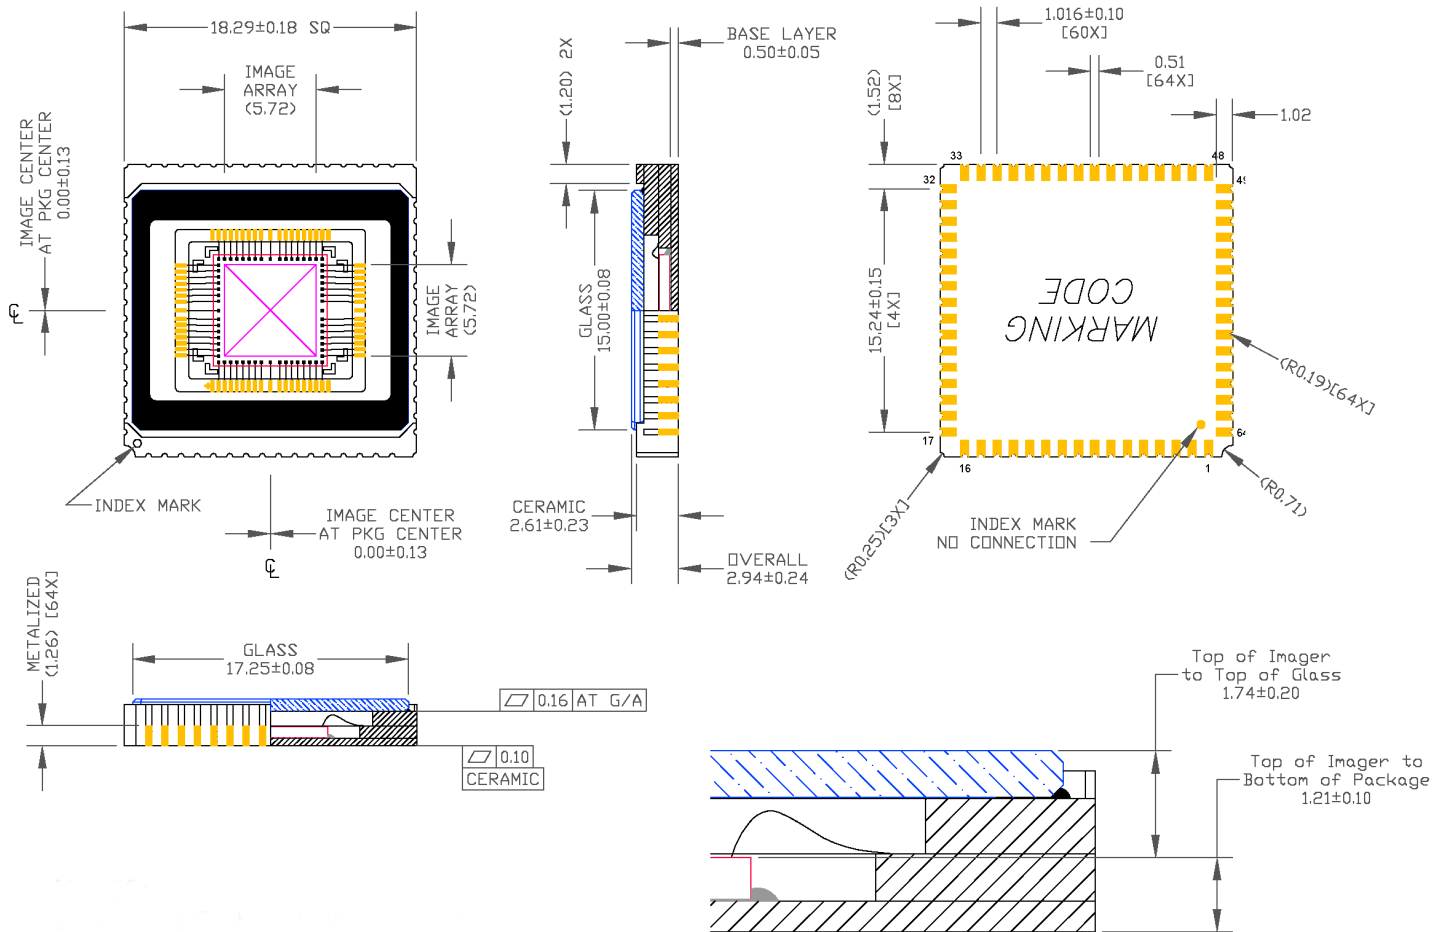 18.29±0.18 SQ
IMAGE
ARRAY
(5.72)
IMAGE CENTER
AT PKG CENTER
0.00±0.13
IMAGE
ARRAY
(5.72)
INDEX MARK
IMAGE CENTER
AT PKG CENTER
0.00±0.13
(1.20) 2X
BASE LAYER
0.50±0.05
GLASS
15.00±0.08
CERAMIC
2.61±0.23
OVERALL
2.94±0.24
1.016±0.10
[60X]
0.51
[64X]
(1.52)
[8X]
1.02
33
48
32
49
15.24±0.15
[4X]
MARKING
CODE
(R0.19)[64X]
17
64
16
1
(R0.25)[3X]
INDEX MARK
NO CONNECTION
(R0.71)
METALIZED
(1.26) [64X]
GLASS
17.25±0.08
0.16 AT G/A
0.10
CERAMIC
Top of Imager
to Top of Glass
1.74±0.20
Top of Imager to
Bottom of Package
1.21±0.10